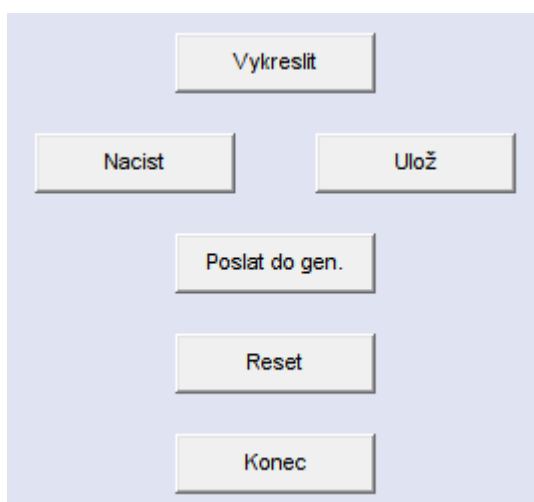 Vykreslit
Nacist
Ulož
Poslat do gen.
Reset
Konec